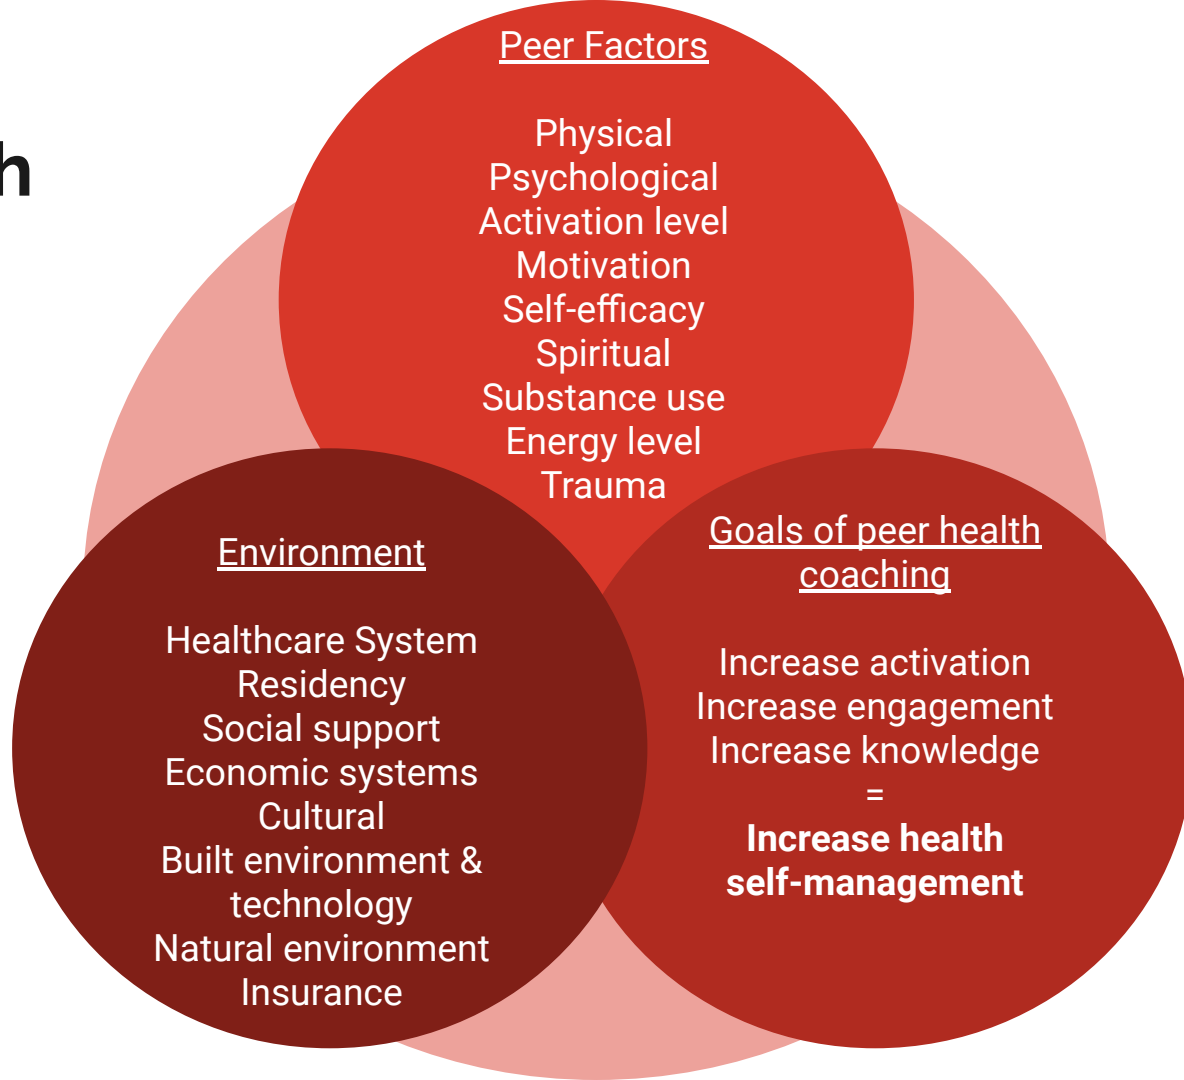 h
Peer Factors
Physical
Psychological
Activation level
Motivation
Self-efficacy
Spiritual
Substance use
Energy level
Trauma
Environment
Healthcare System
Residency
Social support
Economic systems
Cultural
Built environment &
technology
Natural environment
Insurance
Goals of peer health
coaching
Increase activation
Increase engagement
Increase knowledge
=
Increase health
self-management